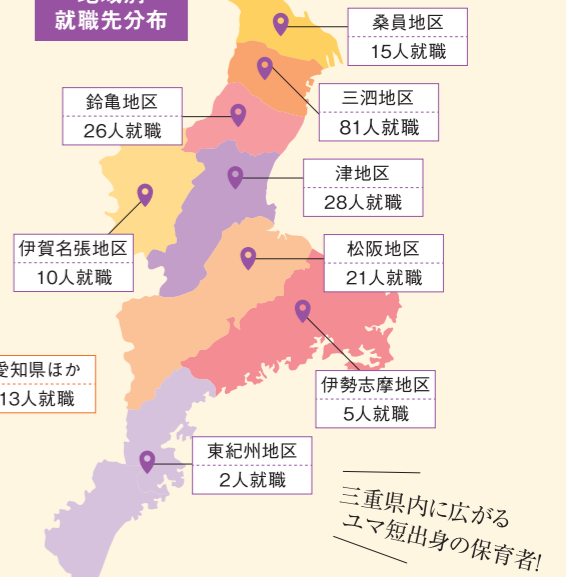 就職先分布
桑員地区
15人就職
三泗地区
81人就職
鈴亀地区
26人就職
津地区
28人就職
伊賀名張地区
10人就職
松阪地区
21人就職
愛知県ほか
13人就職
伊勢志摩地区
5人就職
東紀州地区
2人就職
三重県内に広がる
ユマ短出身の保育者!